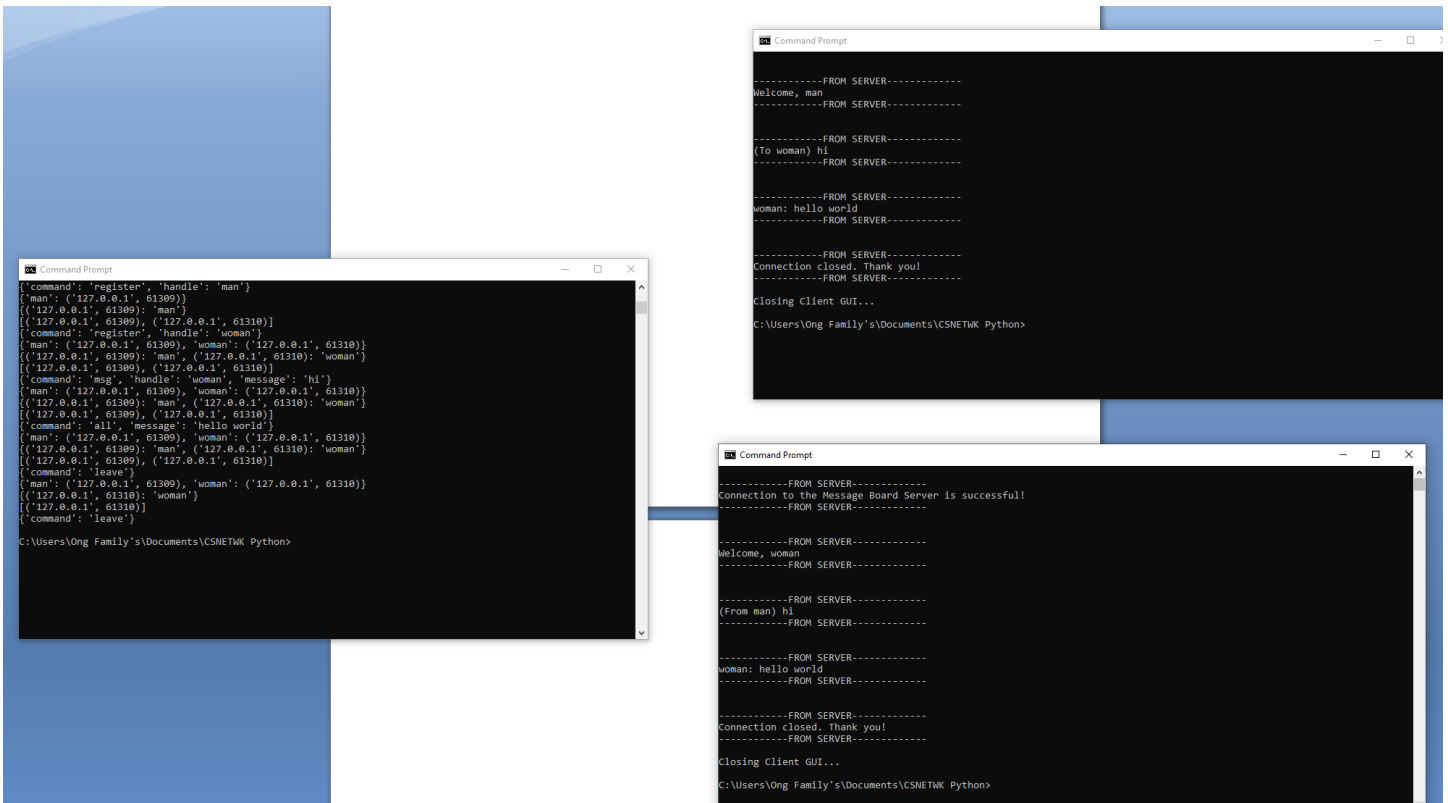 Command Prompt
{'command': 'register', 'handle': 'man'}
{'man': ('127.0.0.1', 61309)}
{('127.0.0.1', 61309): 'man'}
[('127.0.0.1', 61309), ('127.0.0.1', 61310)]
{'command': 'register', 'handle': 'woman'}
{'man': ('127.0.0.1', 61309), 'woman': ('127.0.0.1', 61310)}
{('127.0.0.1', 61309): 'man', ('127.0.0.1', 61310): 'woman'}
[('127.0.0.1', 61309), ('127.0.0.1', 61310)]
{'command': 'msg', 'handle': 'woman', 'message': 'hi'}
{'man': ('127.0.0.1', 61309), 'woman': ('127.0.0.1', 61310)}
{('127.0.0.1', 61309): 'man', ('127.0.0.1', 61310): 'woman'}
[('127.0.0.1', 61309), ('127.0.0.1', 61310)]
{'command': 'all', 'message': 'hello world'}
{'man': ('127.0.0.1', 61309), 'woman': ('127.0.0.1', 61310)}
{('127.0.0.1', 61309): 'man', ('127.0.0.1', 61310): 'woman'}
[('127.0.0.1', 61309), ('127.0.0.1', 61310)]
{'command': 'leave'}
{'man': ('127.0.0.1', 61309), 'woman': ('127.0.0.1', 61310)}
{('127.0.0.1', 61310): 'woman'}
[('127.0.0.1', 61310)]
{'command': 'leave'}
C:\Users\Ong Family's\Documents\CSNETWK Python>
Command Prompt
------------FROM SERVER-------------
Welcome, man
------------FROM SERVER-------------
------------FROM SERVER-------------
(To woman) hi
------------FROM SERVER-------------
------------FROM SERVER-------------
woman: hello world
------------FROM SERVER-------------
------------FROM SERVER-------------
Connection closed. Thank you!
------------FROM SERVER-------------
Closing Client GUI...
C:\Users\Ong Family's\Documents\CSNETWK Python>
Command Prompt
------------FROM SERVER-------------
Connection to the Message Board Server is successful!
------------FROM SERVER-------------
------------FROM SERVER-------------
Welcome, woman
------------FROM SERVER-------------
------------FROM SERVER-------------
(From man) hi
------------FROM SERVER-------------
------------FROM SERVER-------------
woman: hello world
------------FROM SERVER-------------
------------FROM SERVER-------------
Connection closed. Thank you!
------------FROM SERVER-------------
Closing Client GUI...
C:\Users\Ong Family's\Documents\CSNETWK Python>